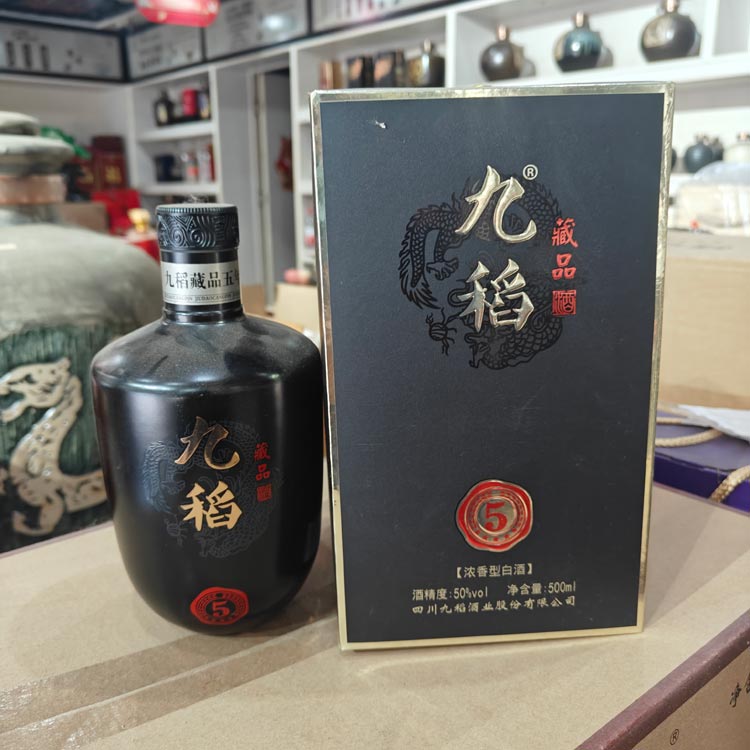 九稻藏品五
九稻
藏品
酒
5
九稻®
藏品
酒
5
【浓香型白酒】
酒精度:50%vol 净含量:500ml
四川九稻酒业股份有限公司
净
®